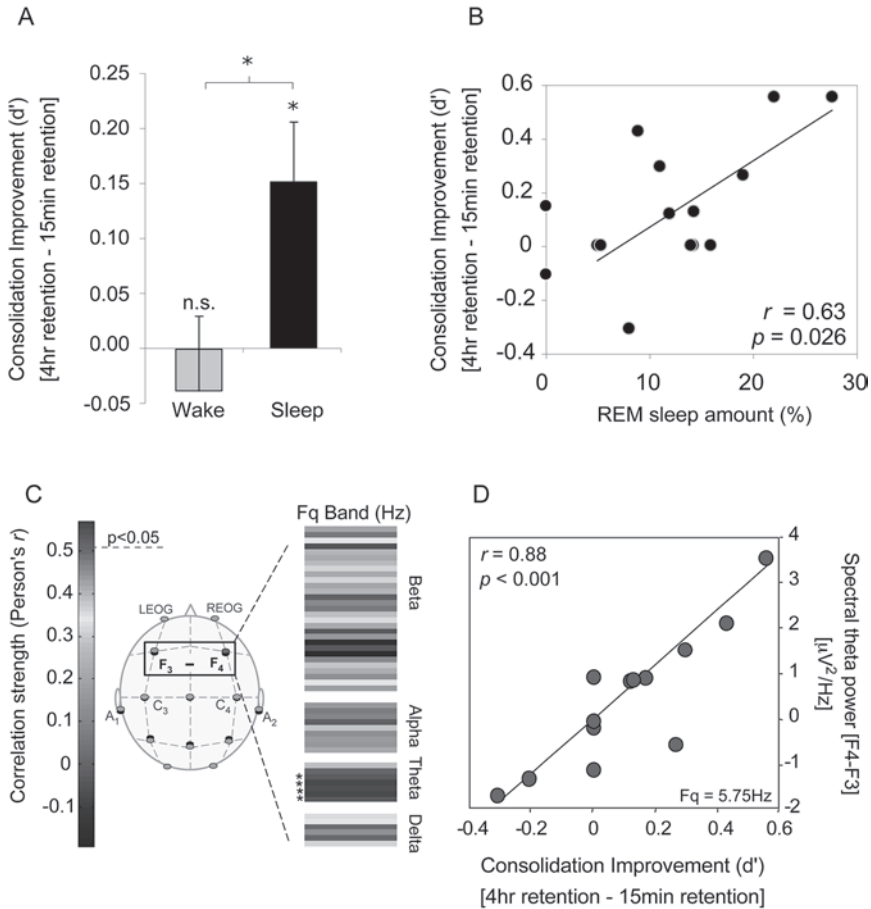 A
Consolidation Improvement (d')
[4hr retention - 15min retention]
0.25
0.20
0.15
0.10
0.05
0.00
-0.05
*
*
n.s.
Wake
Sleep
B
Consolidation Improvement (d')
[4hr retention - 15min retention]
0.6
0.4
0.2
0
-0.2
-0.4
r = 0.63
p = 0.026
0
10
20
30
REM sleep amount (%)
C
Correlation strength (Person's r)
0.5
0.4
0.3
0.2
0.1
0
-0.1
p<0.05
LEOG
REOG
F3 - F4
C3
C4
A1
A2
Fq Band (Hz)
Beta
Alpha
Theta
****
Delta
D
r = 0.88
p < 0.001
4
3
2
1
0
-1
-2
Spectral theta power [F4-F3]
[µV²/Hz]
Fq = 5.75Hz
-0.4
-0.2
0
0.2
0.4
0.6
Consolidation Improvement (d')
[4hr retention - 15min retention]